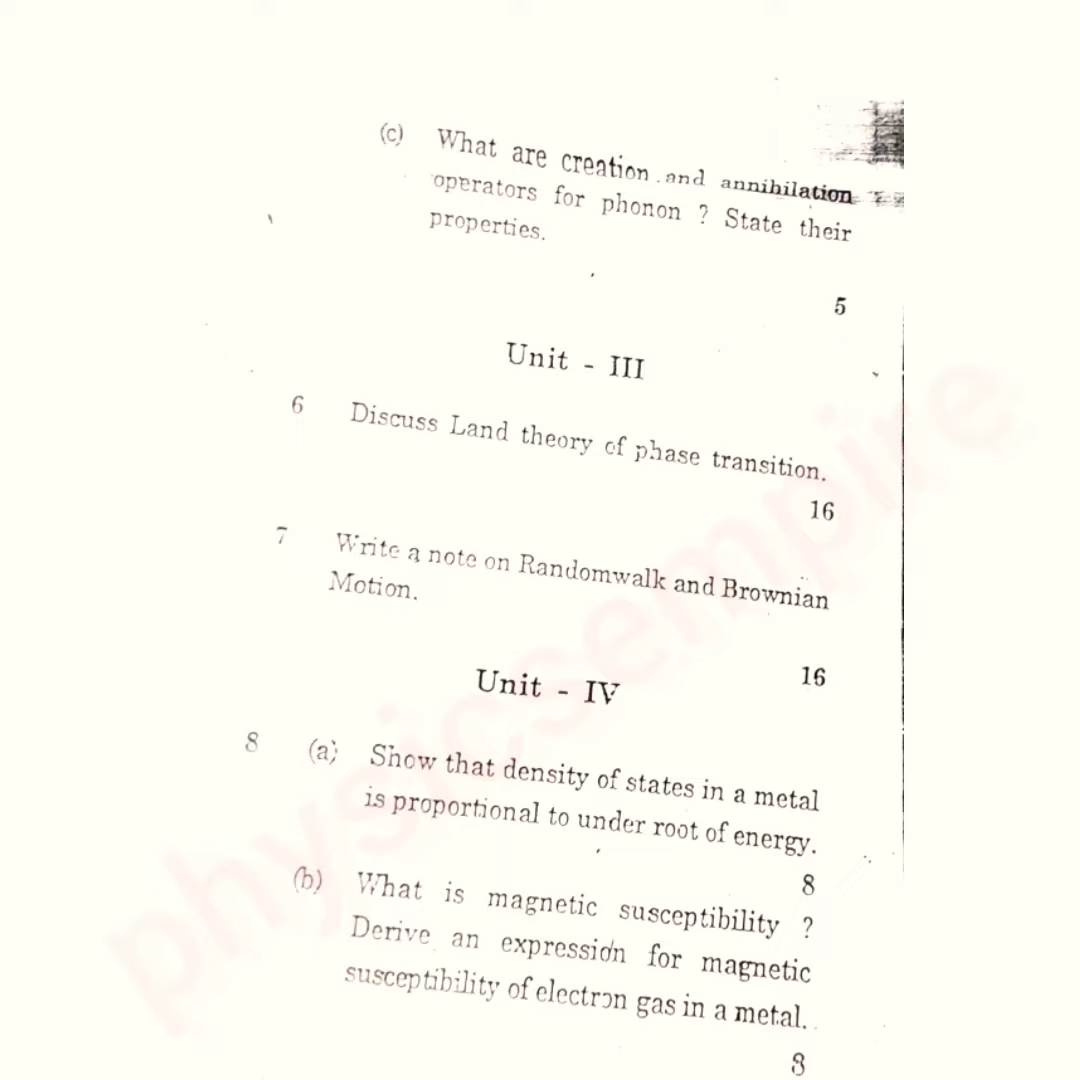 (c) What are creation and annihilation
operators for phonon ? State their
properties.
5
Unit - III
6 Discuss Land theory of phase transition.
16
7 Write a note on Randomwalk and Brownian
Motion.
16
Unit - IV
8 (a) Show that density of states in a metal
is proportional to under root of energy.
8
(b) What is magnetic susceptibility ?
Derive an expression for magnetic
susceptibility of electron gas in a metal.
8
physicsempire